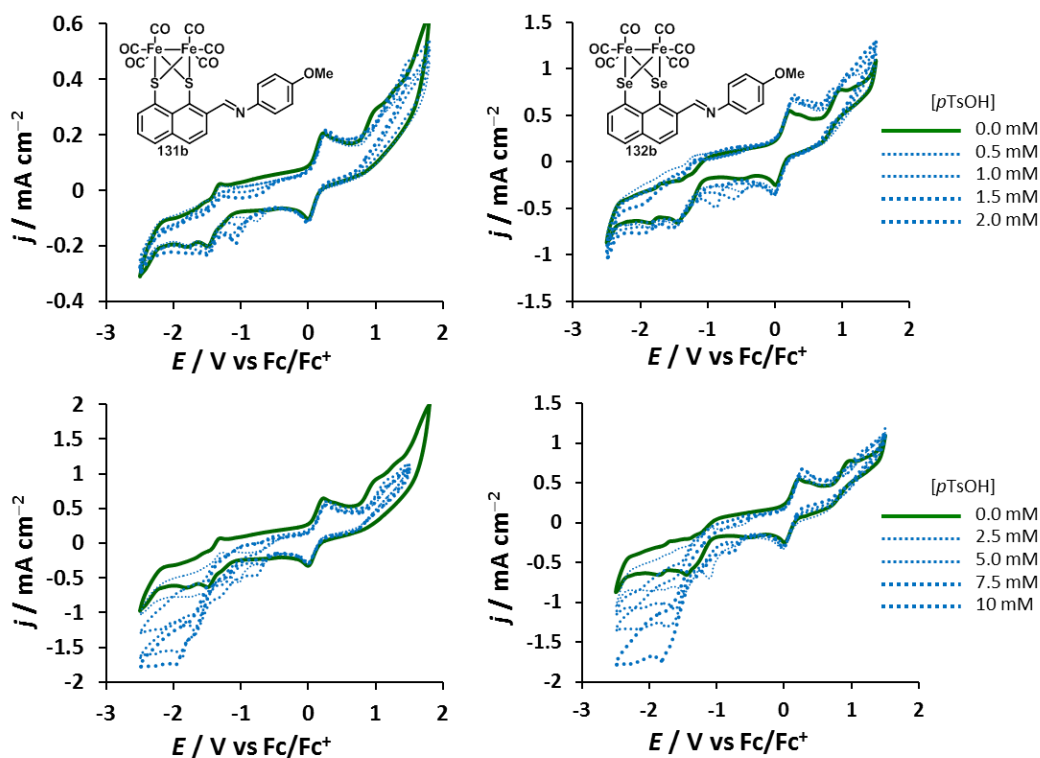 0.6
0.4
0.2
0
-0.2
-0.4
-3 -2 -1 0 1 2
j / mA cm−2
E / V vs Fc/Fc+
CO CO
OC Fe Fe CO
OC CO
S S
N
OMe
131b
1.5
1
0.5
0
-0.5
-1
-1.5
-3 -2 -1 0 1 2
j / mA cm−2
E / V vs Fc/Fc+
CO CO
OC Fe Fe CO
OC CO
Se Se
N
OMe
132b
[pTsOH]
0.0 mM
0.5 mM
1.0 mM
1.5 mM
2.0 mM
2
1.5
1
0.5
0
-0.5
-1
-1.5
-2
-3 -2 -1 0 1 2
j / mA cm−2
E / V vs Fc/Fc+
1.5
1
0.5
0
-0.5
-1
-1.5
-2
-3 -2 -1 0 1 2
j / mA cm−2
E / V vs Fc/Fc+
[pTsOH]
0.0 mM
2.5 mM
5.0 mM
7.5 mM
10 mM